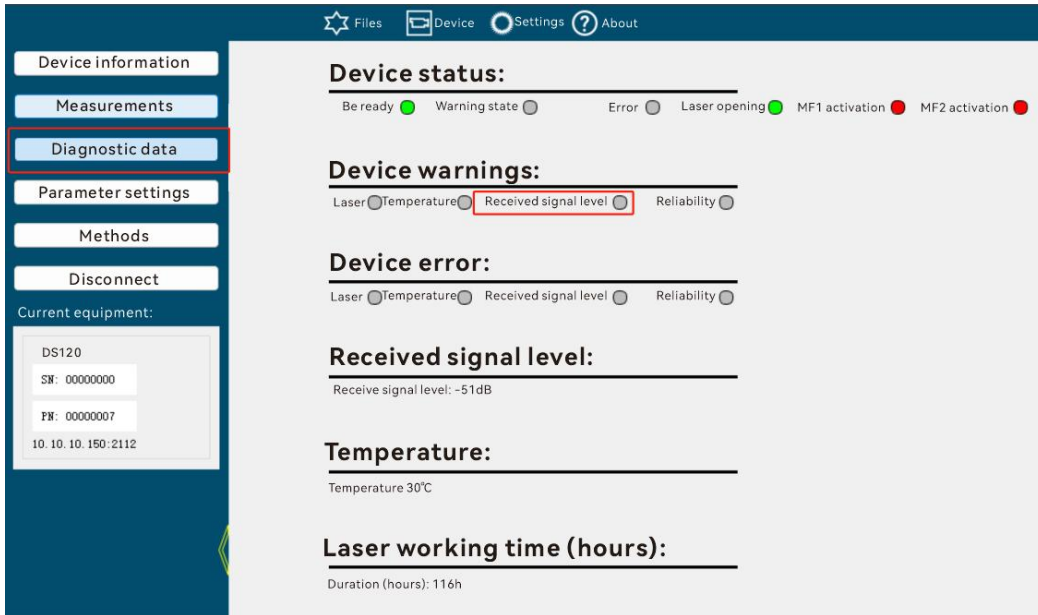 Files Device Settings ? About
Device information
Measurements
Diagnostic data
Parameter settings
Methods
Disconnect
Current equipment:
DS120
SN: 00000000
PN: 00000007
10.10.10.150:2112
Device status:
Be ready Warning state Error Laser opening MF1 activation MF2 activation
Device warnings:
Laser Temperature Received signal level Reliability
Device error:
Laser Temperature Received signal level Reliability
Received signal level:
Receive signal level: -51dB
Temperature:
Temperature 30℃
Laser working time (hours):
Duration (hours): 116h